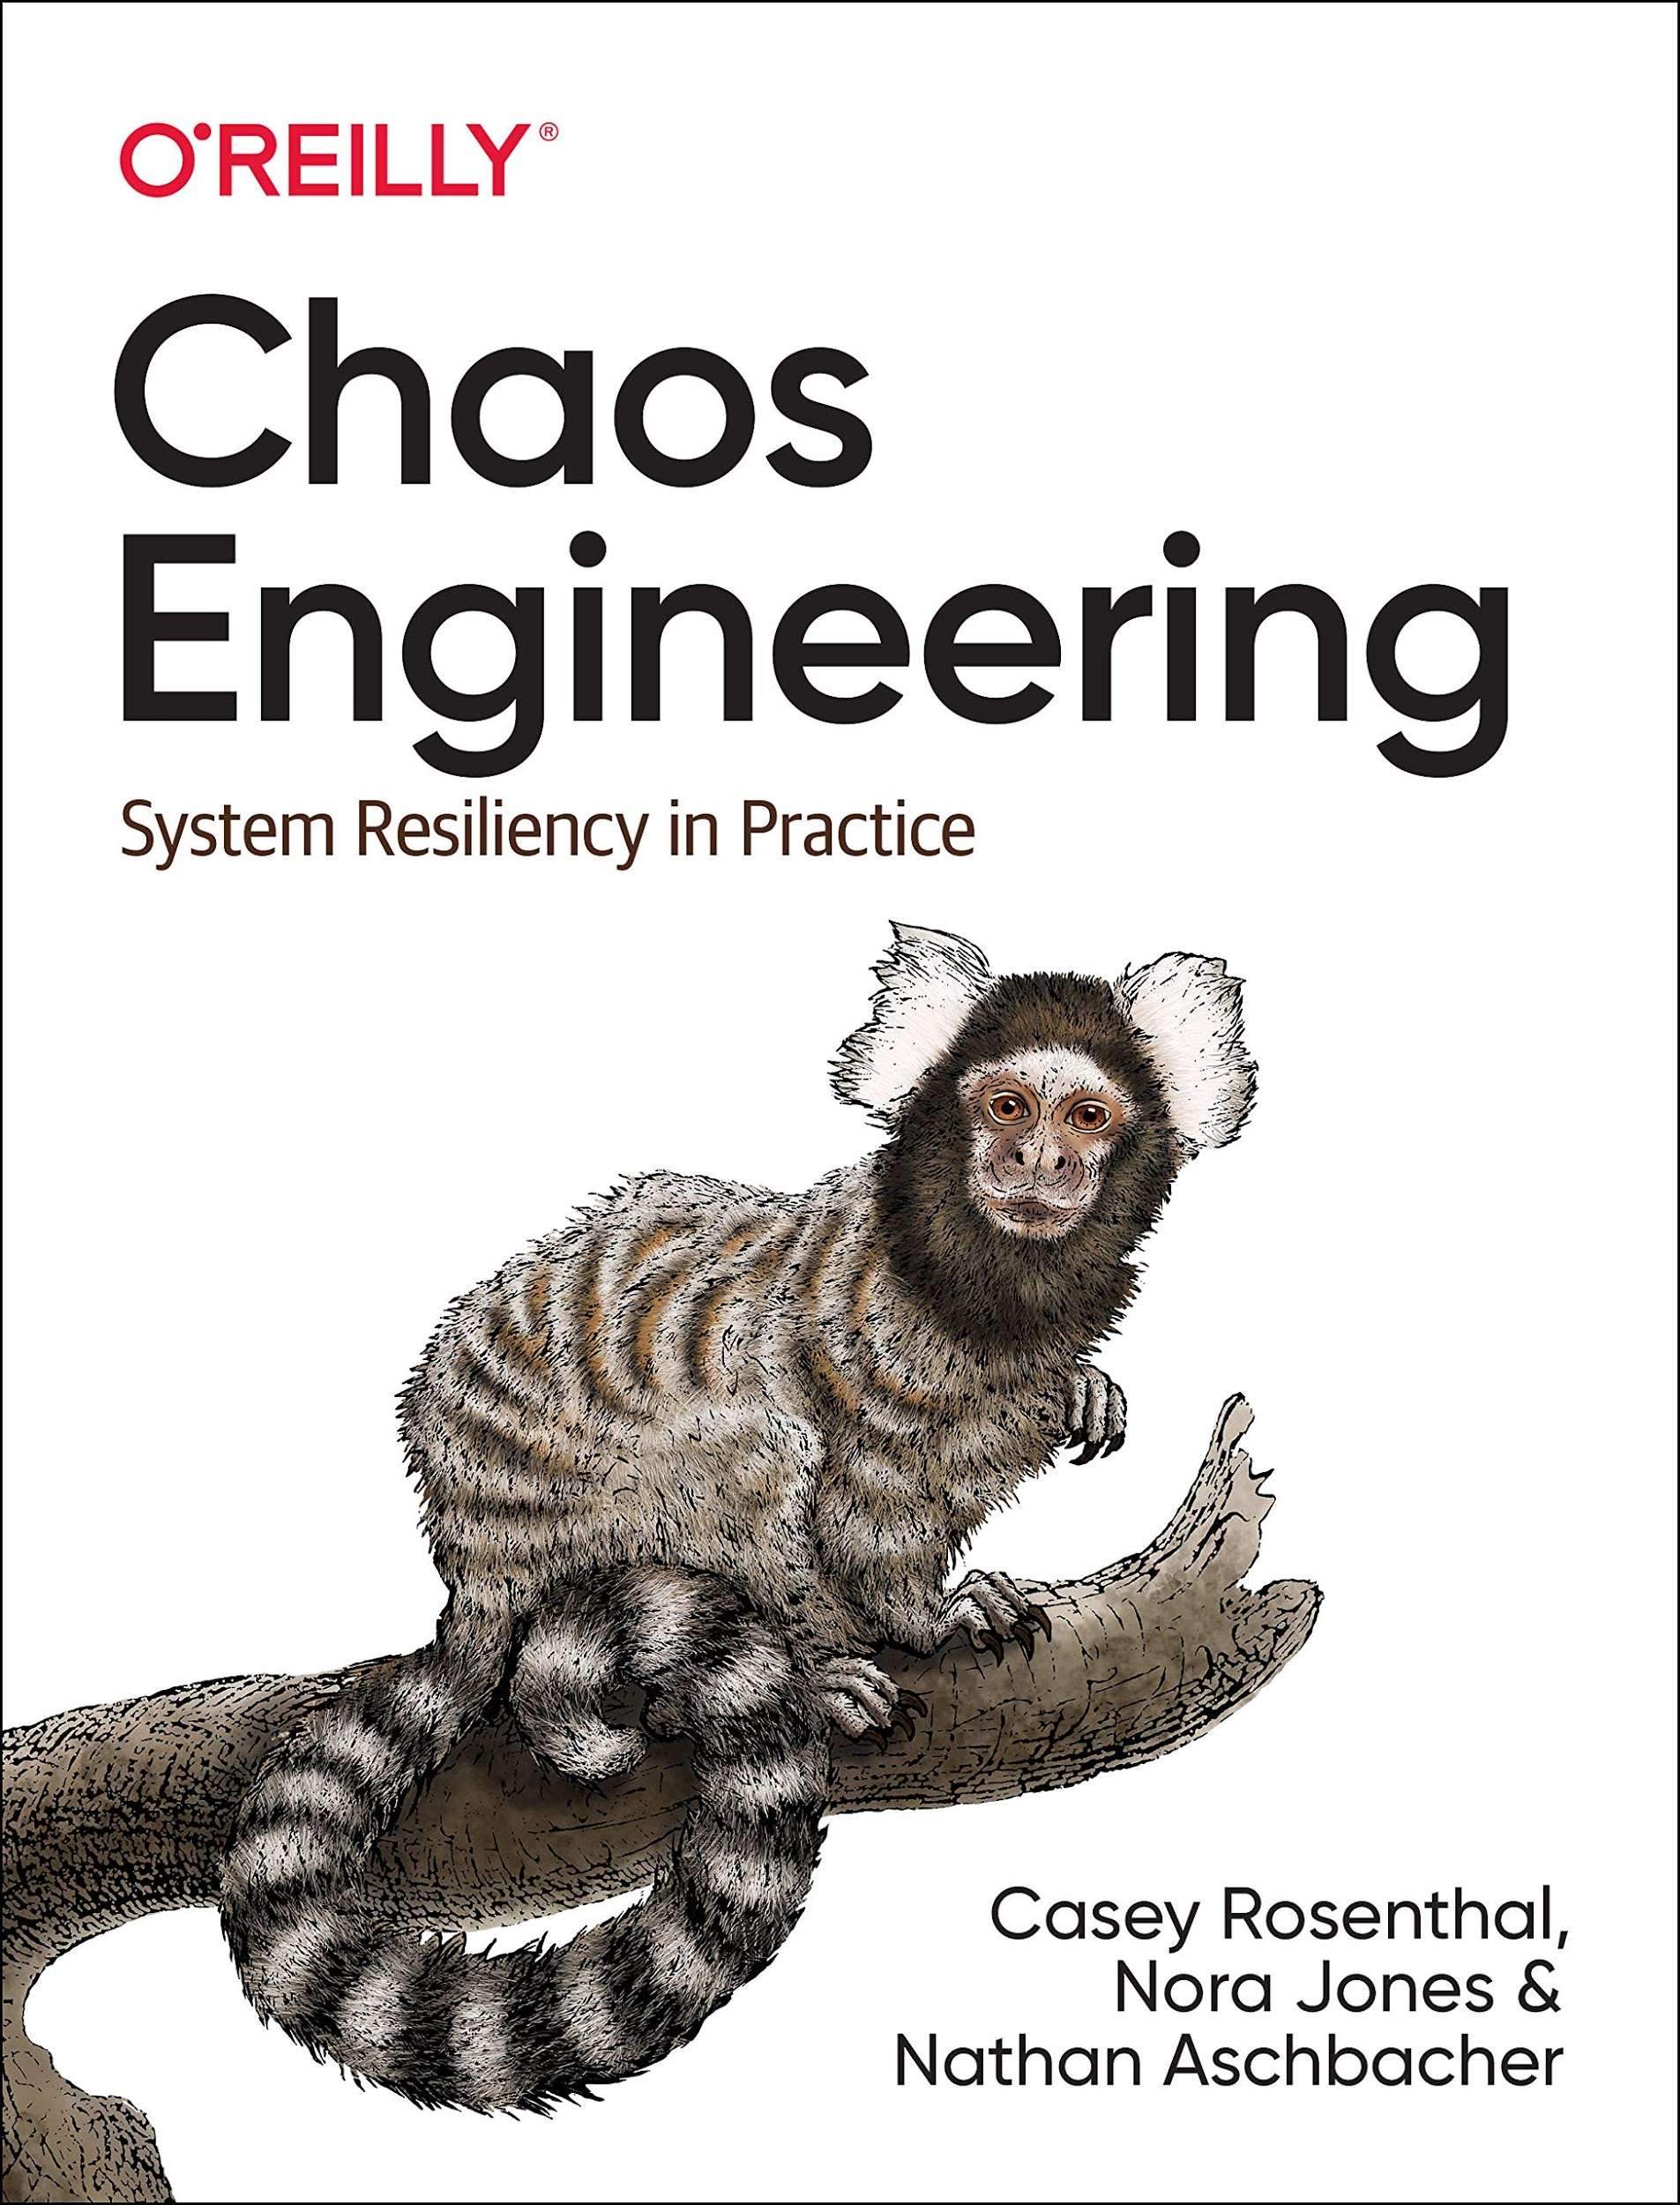 O'REILLY®
Chaos
Engineering
System Resiliency in Practice
Casey Rosenthal,
Nora Jones &
Nathan Aschbacher